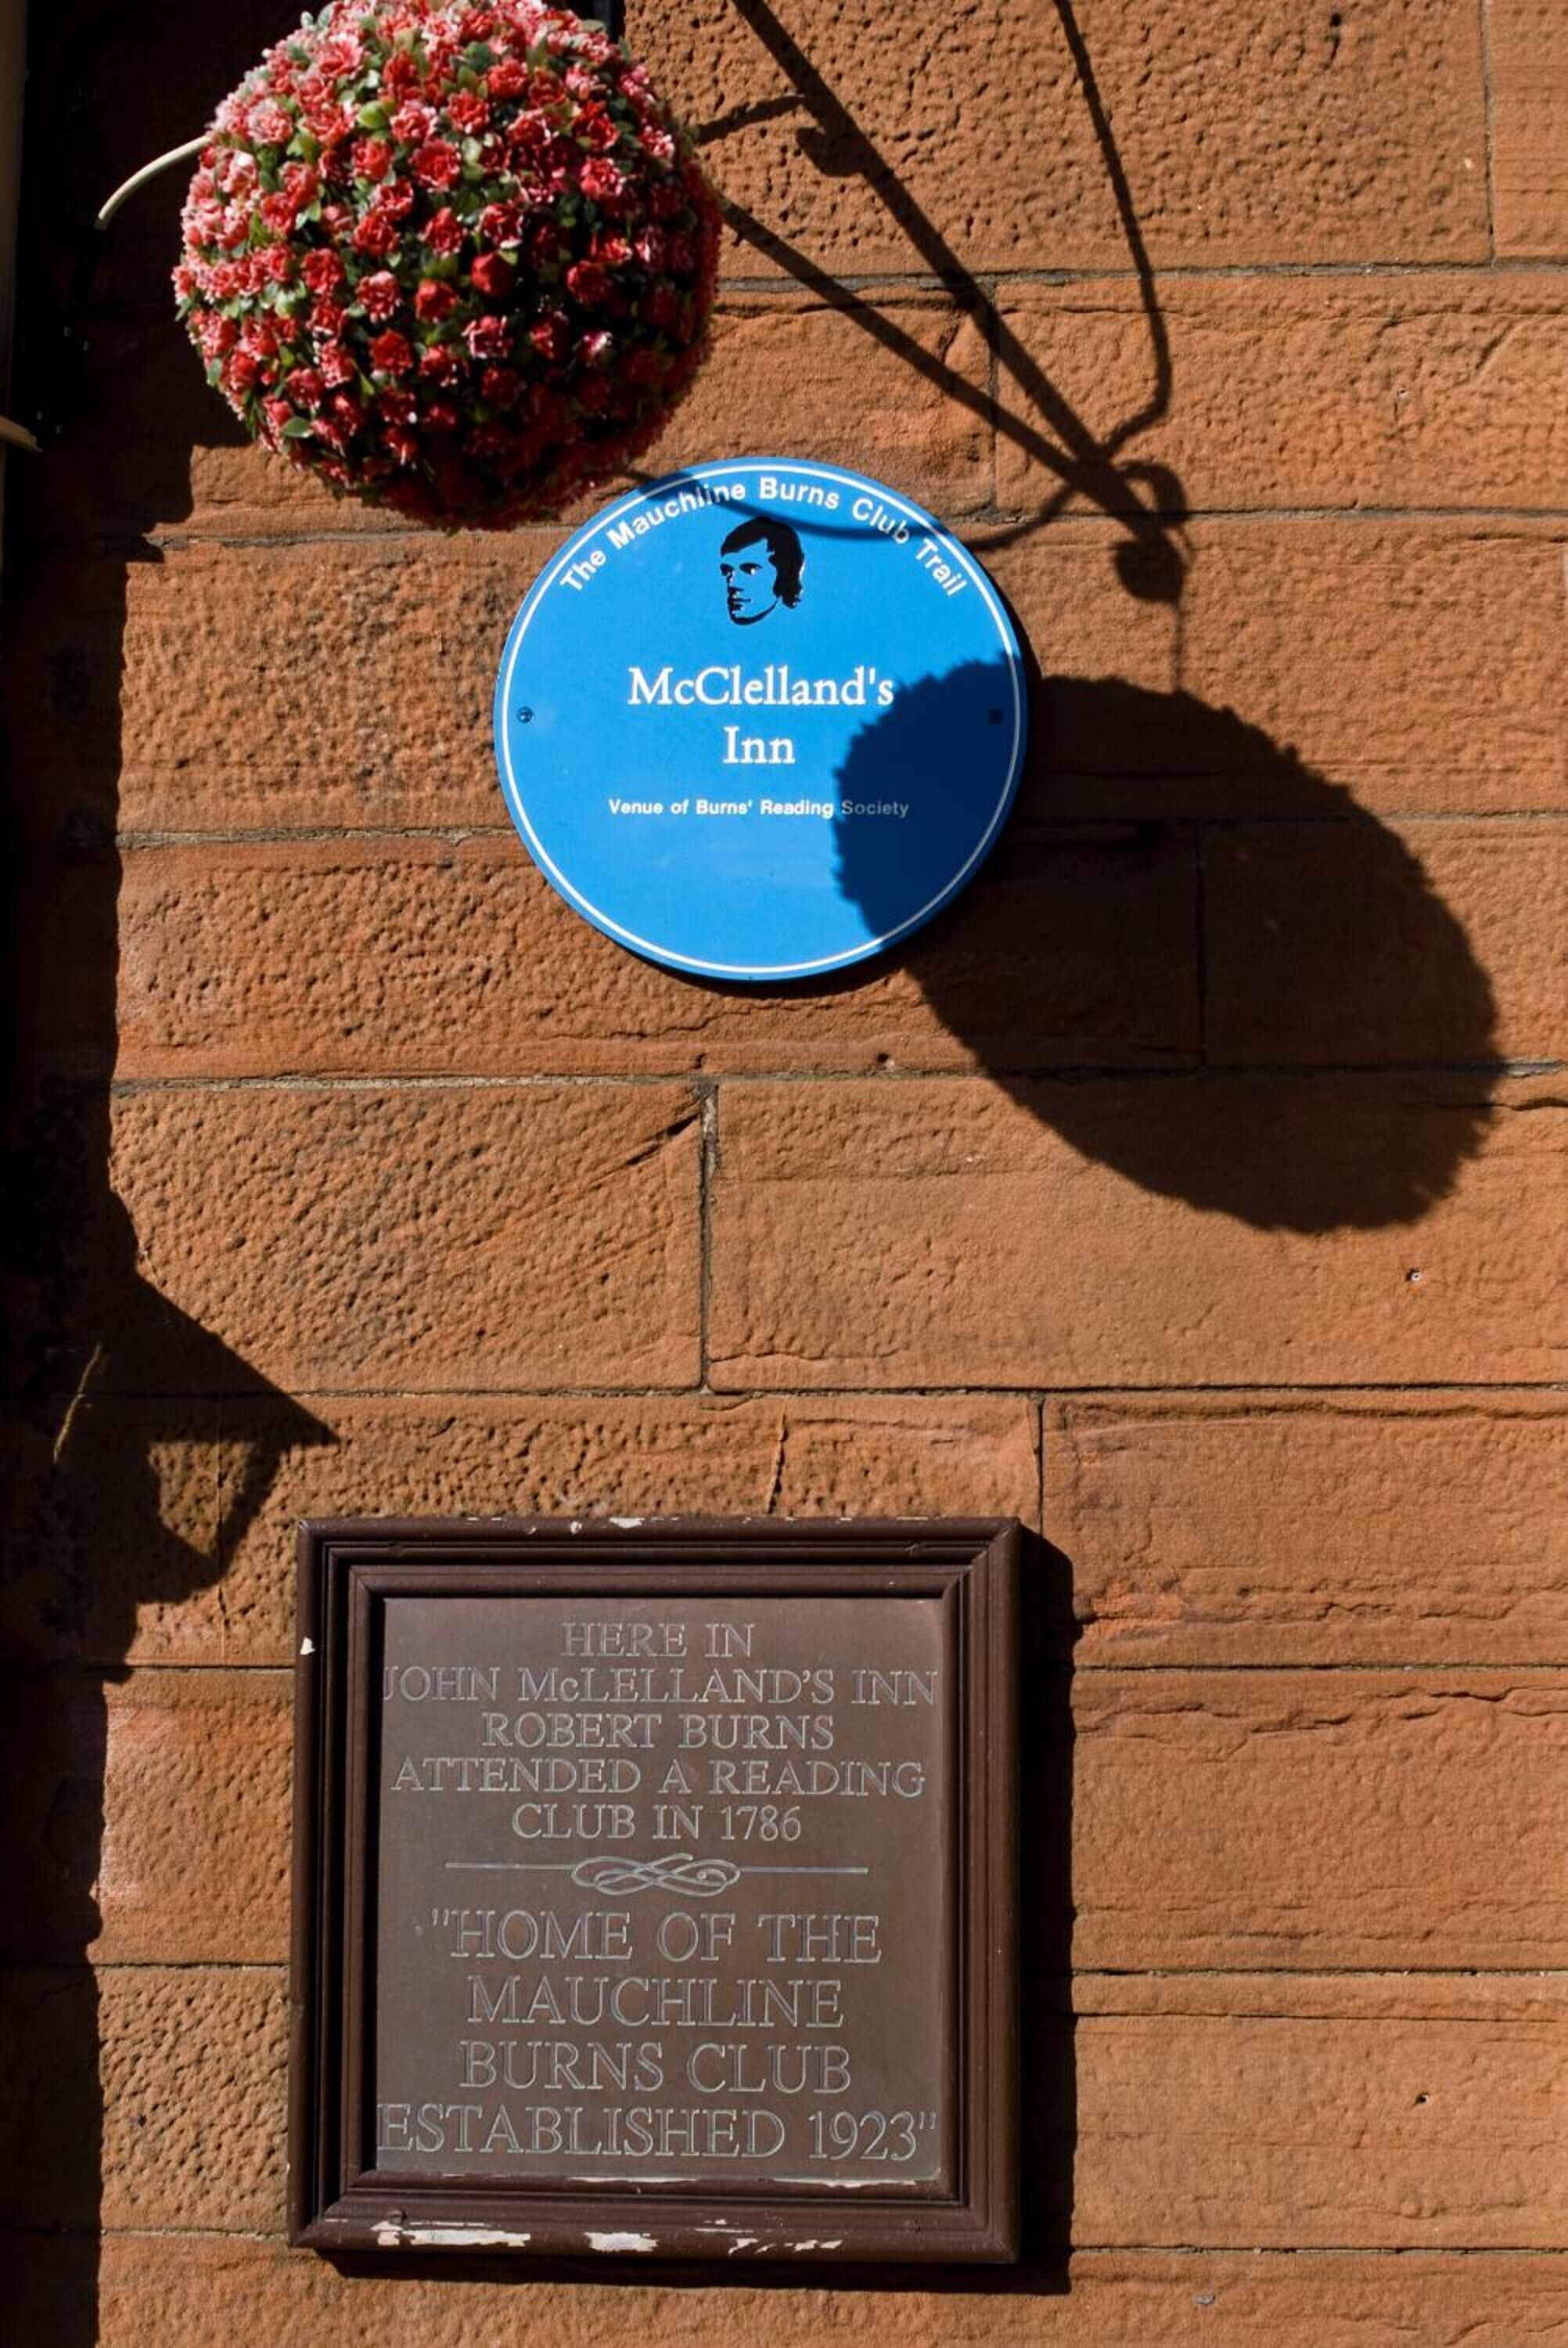 The Mauchline Burns Club Trail
McClelland's
Inn
Venue of Burns' Reading Society
HERE IN
JOHN McLELLAND'S INN
ROBERT BURNS
ATTENDED A READING
CLUB IN 1786
"HOME OF THE
MAUCHLINE
BURNS CLUB
ESTABLISHED 1923"